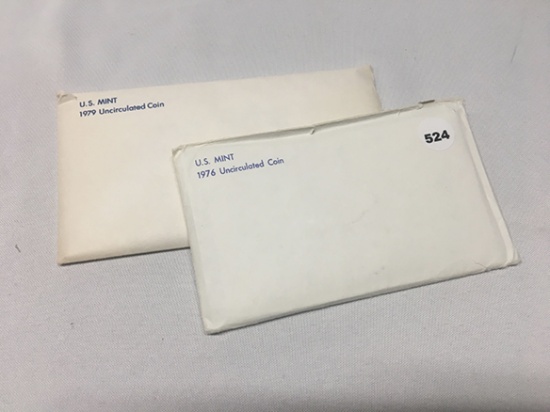 U.S. MINT
1979 Uncirculated Coin
524
U.S. MINT
1976 Uncirculated Coin